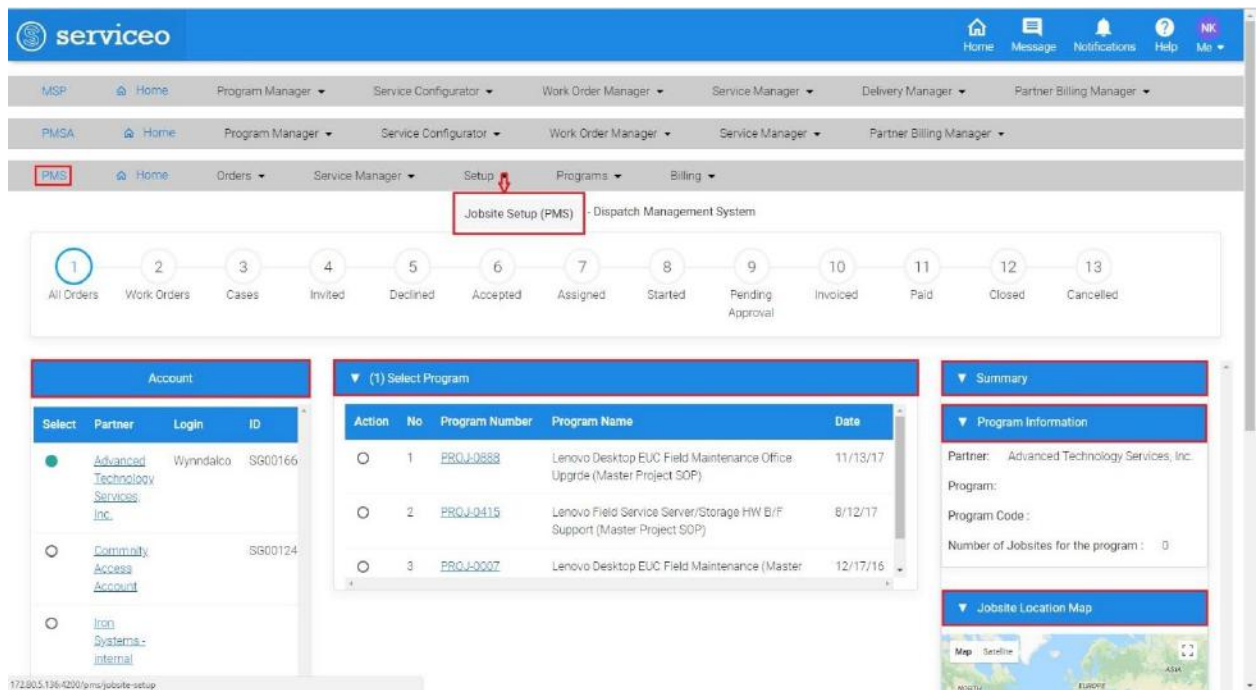 serviceo
Home Message Notifications Help NK Me
MSP Home Program Manager Service Configurator Work Order Manager Service Manager Delivery Manager Partner Billing Manager
PMSA Home Program Manager Service Configurator Work Order Manager Service Manager Partner Billing Manager
PMS Home Orders Service Manager Setup Programs Billing
Jobsite Setup (PMS) - Dispatch Management System
1 2 3 4 5 6 7 8 9 10 11 12 13
All Orders Work Orders Cases Invited Declined Accepted Assigned Started Pending Approval Invoiced Paid Closed Cancelled
Account
Select Partner Login ID
Advanced Technology Services, Inc. Wynndalco SG00166
Commnity Access Account SG00124
Iron Systems - internal
(1) Select Program
Action No Program Number Program Name Date
1 PROJ-0888 Lenovo Desktop EUC Field Maintenance Office Upgrde (Master Project SOP) 11/13/17
2 PROJ-0415 Lenovo Field Service Server/Storage HW B/F Support (Master Project SOP) 8/12/17
3 PROJ-0007 Lenovo Desktop EUC Field Maintenance (Master 12/17/16
Summary
Program Information
Partner: Advanced Technology Services, Inc.
Program:
Program Code :
Number of Jobsites for the program : 0
Jobsite Location Map
Map Satellite
NORTH EUROPE ASIA
172.80.5.136:4200/pms/jobsite-setup